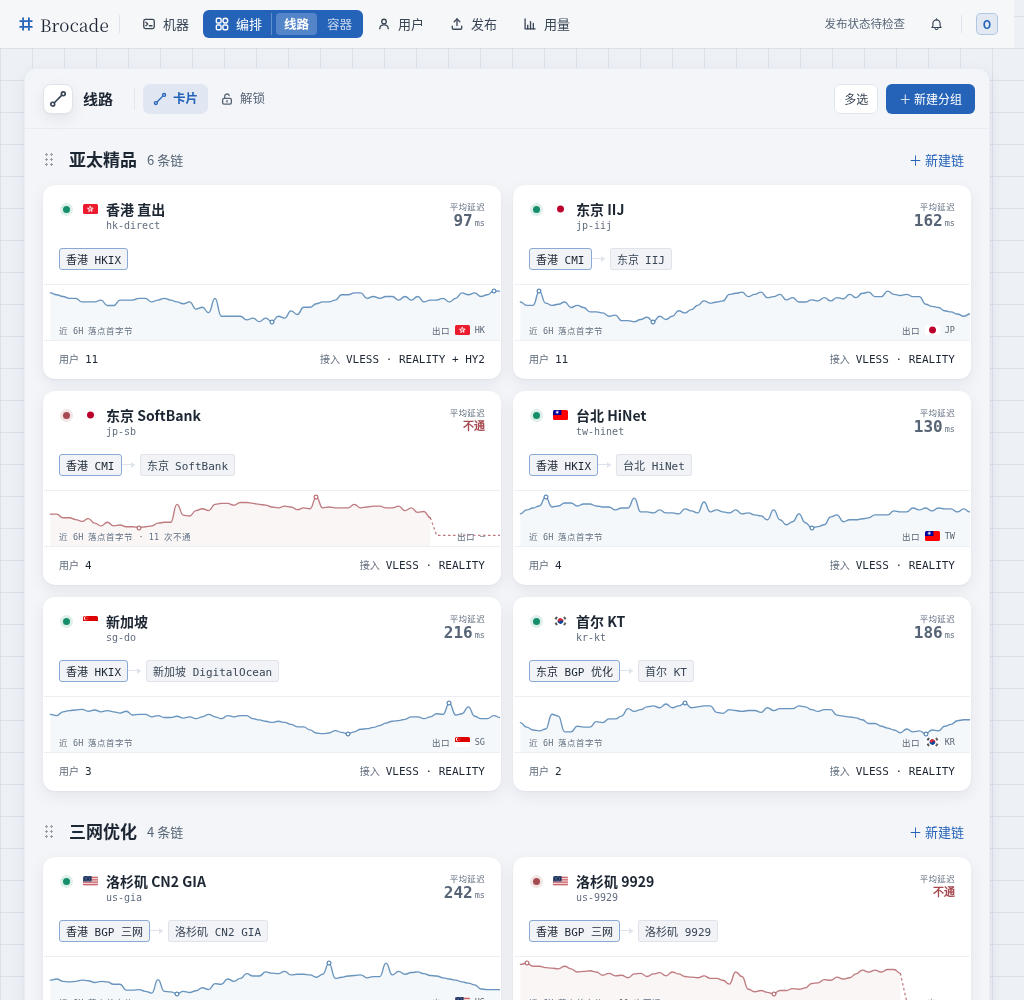 Brocade
机器
编排
线路
容器
用户
发布
用量
发布状态待检查
O
线路
卡片
解锁
多选
+ 新建分组
亚太精品 6 条链
+ 新建链
香港 直出
hk-direct
平均延迟
97 ms
香港 HKIX
近 6H 落点首字节
出口 HK
用户 11
接入 VLESS · REALITY + HY2
东京 IIJ
jp-iij
平均延迟
162 ms
香港 CMI
东京 IIJ
近 6H 落点首字节
出口 JP
用户 11
接入 VLESS · REALITY
东京 SoftBank
jp-sb
平均延迟
不通
香港 CMI
东京 SoftBank
近 6H 落点首字节 · 11 次不通
出口 -
用户 4
接入 VLESS · REALITY
台北 HiNet
tw-hinet
平均延迟
130 ms
香港 HKIX
台北 HiNet
近 6H 落点首字节
出口 TW
用户 4
接入 VLESS · REALITY
新加坡
sg-do
平均延迟
216 ms
香港 HKIX
新加坡 DigitalOcean
近 6H 落点首字节
出口 SG
用户 3
接入 VLESS · REALITY
首尔 KT
kr-kt
平均延迟
186 ms
东京 BGP 优化
首尔 KT
近 6H 落点首字节
出口 KR
用户 2
接入 VLESS · REALITY
三网优化 4 条链
+ 新建链
洛杉矶 CN2 GIA
us-gia
平均延迟
242 ms
香港 BGP 三网
洛杉矶 CN2 GIA
洛杉矶 9929
us-9929
平均延迟
不通
香港 BGP 三网
洛杉矶 9929